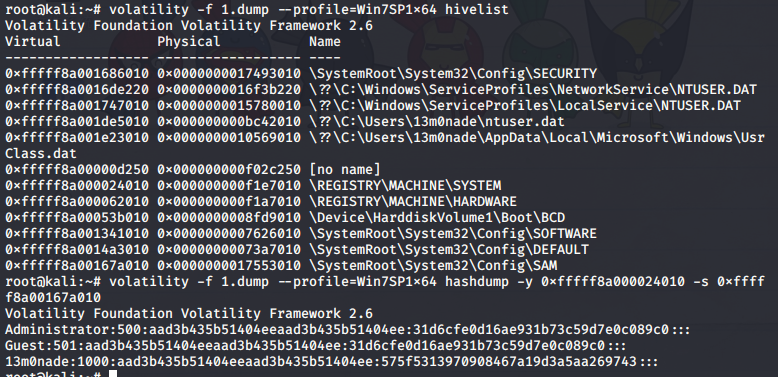 root@kali:~# volatility -f 1.dump --profile=Win7SP1×64 hivelist
Volatility Foundation Volatility Framework 2.6
Virtual            Physical           Name
------------------ ------------------ ----
0×fffff8a001686010 0×0000000017493010 \SystemRoot\System32\Config\SECURITY
0×fffff8a0016de220 0×0000000016f3b220 \??\C:\Windows\ServiceProfiles\NetworkService\NTUSER.DAT
0×fffff8a001747010 0×0000000015780010 \??\C:\Windows\ServiceProfiles\LocalService\NTUSER.DAT
0×fffff8a001de5010 0×000000000bc42010 \??\C:\Users\13m0nade\ntuser.dat
0×fffff8a001e23010 0×0000000010569010 \??\C:\Users\13m0nade\AppData\Local\Microsoft\Windows\Usr
Class.dat
0×fffff8a00000d250 0×000000000f02c250 [no name]
0×fffff8a000024010 0×000000000f1e7010 \REGISTRY\MACHINE\SYSTEM
0×fffff8a000062010 0×000000000f1a7010 \REGISTRY\MACHINE\HARDWARE
0×fffff8a00053b010 0×0000000008fd9010 \Device\HarddiskVolume1\Boot\BCD
0×fffff8a001341010 0×0000000007626010 \SystemRoot\System32\Config\SOFTWARE
0×fffff8a0014a3010 0×00000000073a7010 \SystemRoot\System32\Config\DEFAULT
0×fffff8a00167a010 0×0000000017553010 \SystemRoot\System32\Config\SAM
root@kali:~# volatility -f 1.dump --profile=Win7SP1×64 hashdump -y 0×fffff8a000024010 -s 0×ffff
f8a00167a010
Volatility Foundation Volatility Framework 2.6
Administrator:500:aad3b435b51404eeaad3b435b51404ee:31d6cfe0d16ae931b73c59d7e0c089c0:::
Guest:501:aad3b435b51404eeaad3b435b51404ee:31d6cfe0d16ae931b73c59d7e0c089c0:::
13m0nade:1000:aad3b435b51404eeaad3b435b51404ee:575f5313970908467a19d3a5aa269743:::
root@kali:~#